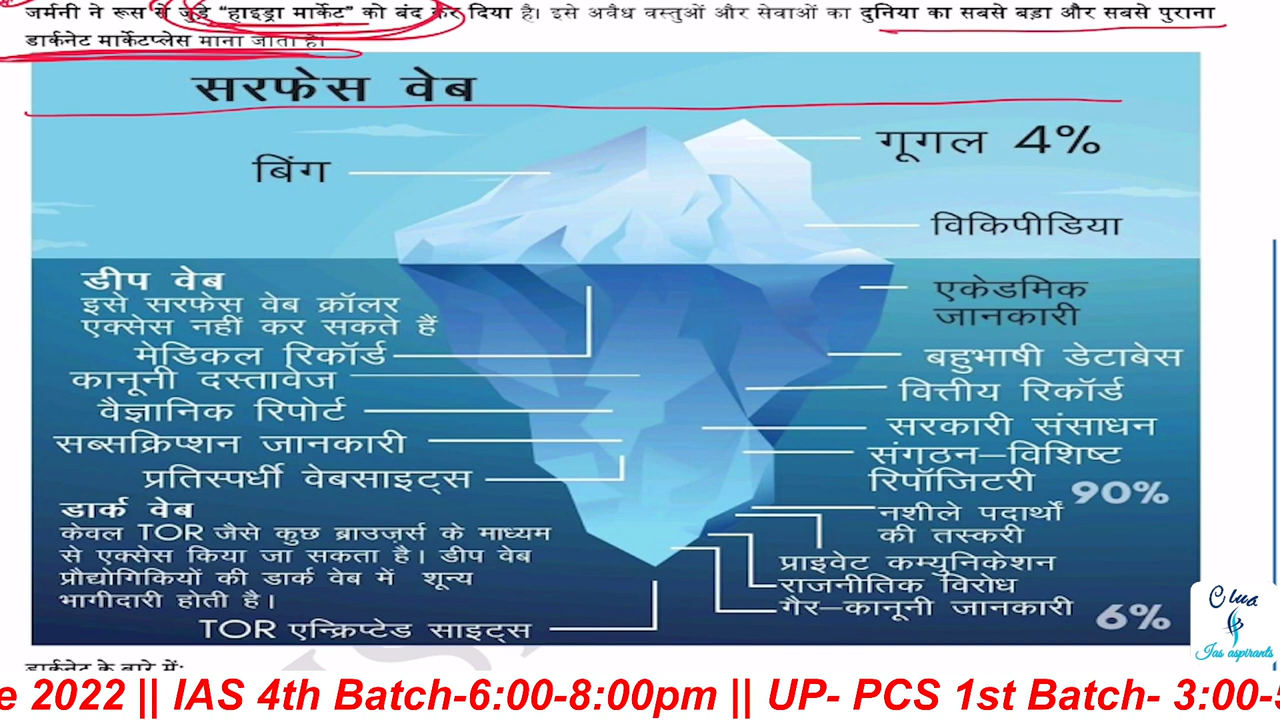 जर्मनी ने रूस से जुड़े “हाइड्रा मार्केट” को बंद कर दिया है। इसे अवैध वस्तुओं और सेवाओं का दुनिया का सबसे बड़ा और सबसे पुराना
डार्कनेट मार्केटप्लेस माना जाता है।
सरफेस वेब
गूगल 4%
बिंग
विकिपीडिया
डीप वेब
इसे सरफेस वेब क्रॉलर
एक्सेस नहीं कर सकते हैं
एकेडमिक
जानकारी
मेडिकल रिकॉर्ड
बहुभाषी डेटाबेस
कानूनी दस्तावेज
वित्तीय रिकॉर्ड
वैज्ञानिक रिपोर्ट
सरकारी संसाधन
सब्सक्रिप्शन जानकारी
संगठन–विशिष्ट
रिपॉजिटरी 90%
प्रतिस्पर्धी वेबसाइट्स
डार्क वेब
केवल TOR जैसे कुछ ब्राउज़र्स के माध्यम
से एक्सेस किया जा सकता है। डीप वेब
प्रौद्योगिकियों की डार्क वेब में शून्य
भागीदारी होती है।
नशीले पदार्थों
की तस्करी
प्राइवेट कम्युनिकेशन
राजनीतिक विरोध
गैर–कानूनी जानकारी 6%
TOR एन्क्रिप्टेड साइट्स
डार्कनेट के बारे में:
Ias aspirants
e 2022 || IAS 4th Batch-6:00-8:00pm || UP- PCS 1st Batch- 3:00-5